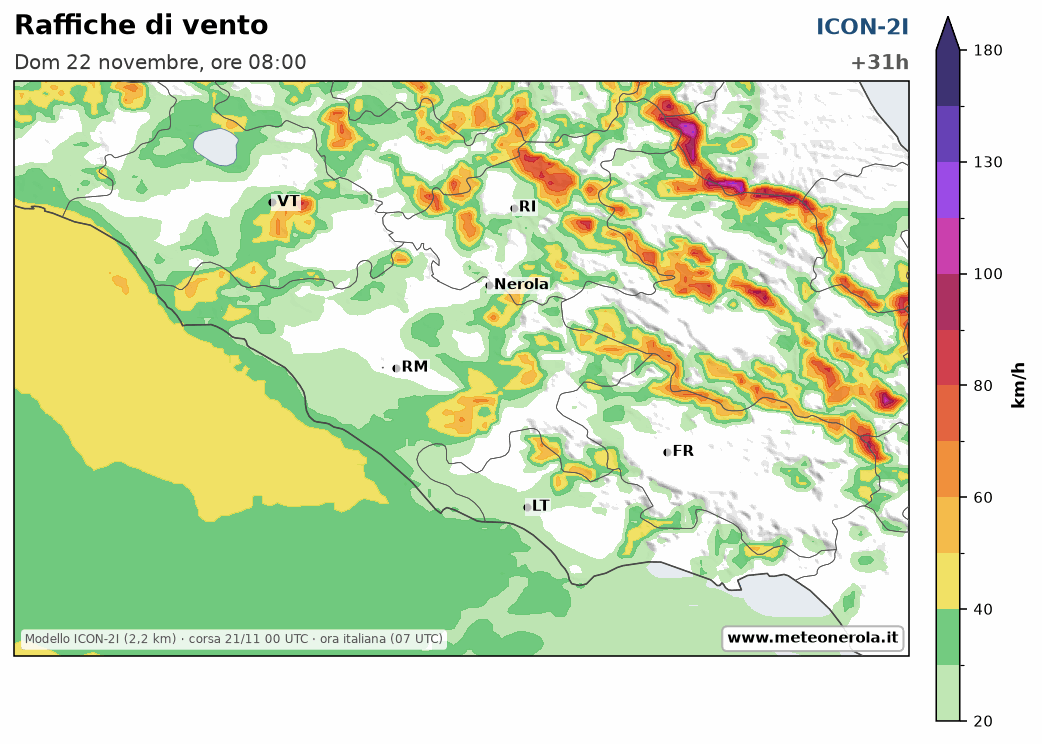 Raffiche di vento
ICON-2I
Dom 22 novembre, ore 08:00
+31h
VT
RI
Nerola
RM
FR
LT
Modello ICON-2I (2,2 km) · corsa 21/11 00 UTC · ora italiana (07 UTC)
www.meteonerola.it
180
130
100
80
60
40
20
km/h